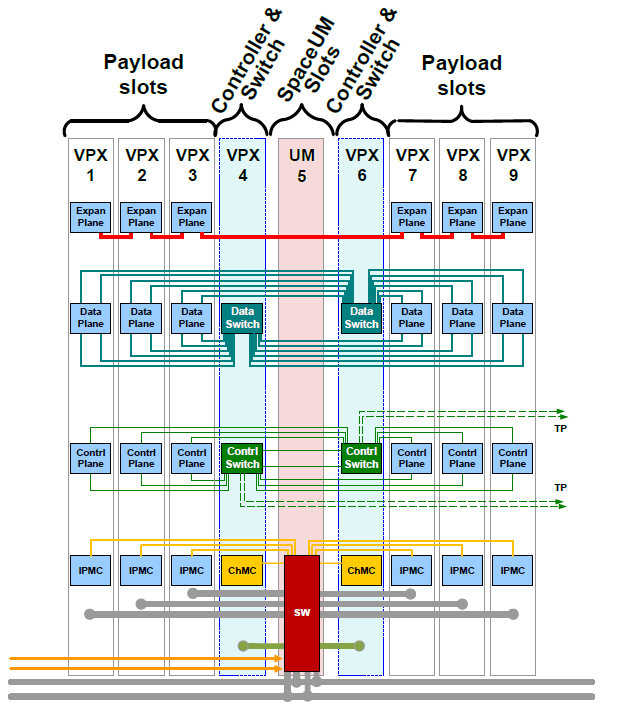 Payload
slots
Controller &
Switch
SpaceUM
Slots
Controller &
Switch
Payload
slots
VPX
1
VPX
2
VPX
3
VPX
4
UM
5
VPX
6
VPX
7
VPX
8
VPX
9
Expan
Plane
Expan
Plane
Expan
Plane
Expan
Plane
Expan
Plane
Expan
Plane
Data
Plane
Data
Plane
Data
Plane
Data
Switch
Data
Switch
Data
Plane
Data
Plane
Data
Plane
TP
Contrl
Plane
Contrl
Plane
Contrl
Plane
Contrl
Switch
Contrl
Switch
Contrl
Plane
Contrl
Plane
Contrl
Plane
TP
IPMC
IPMC
IPMC
ChMC
ChMC
IPMC
IPMC
IPMC
sw